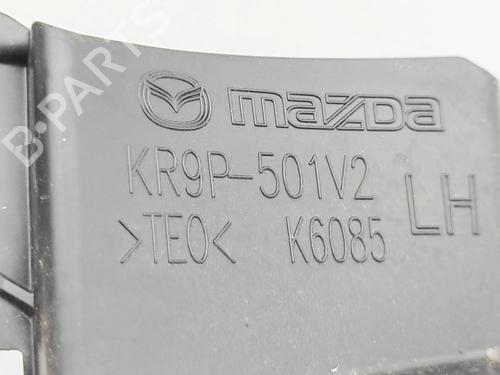 mazda
KR9P-501V2
>TEO< K6085 LH
B-PARTS